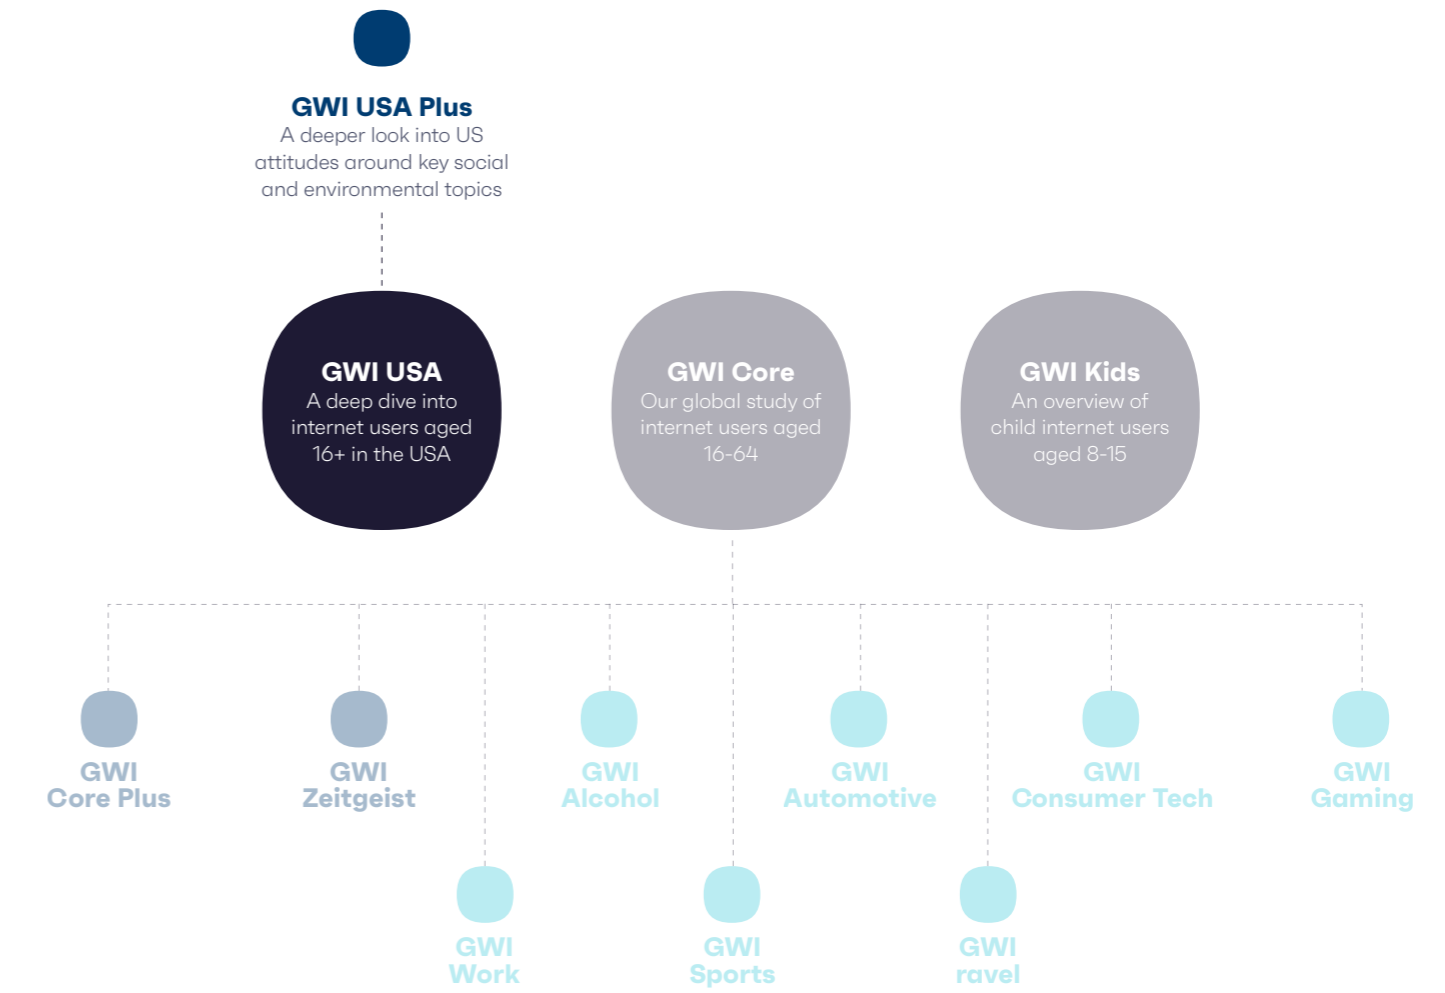 GWI USA Plus
A deeper look into US
attitudes around key social
and environmental topics
GWI USA
A deep dive into
internet users aged
16+ in the USA
GWI Core
Our global study of
internet users aged
16-64
GWI Kids
An overview of
child internet users
aged 8-15
GWI
Core Plus
GWI
Zeitgeist
GWI
Alcohol
GWI
Automotive
GWI
Consumer Tech
GWI
Gaming
GWI
Work
GWI
Sports
GWI
ravel